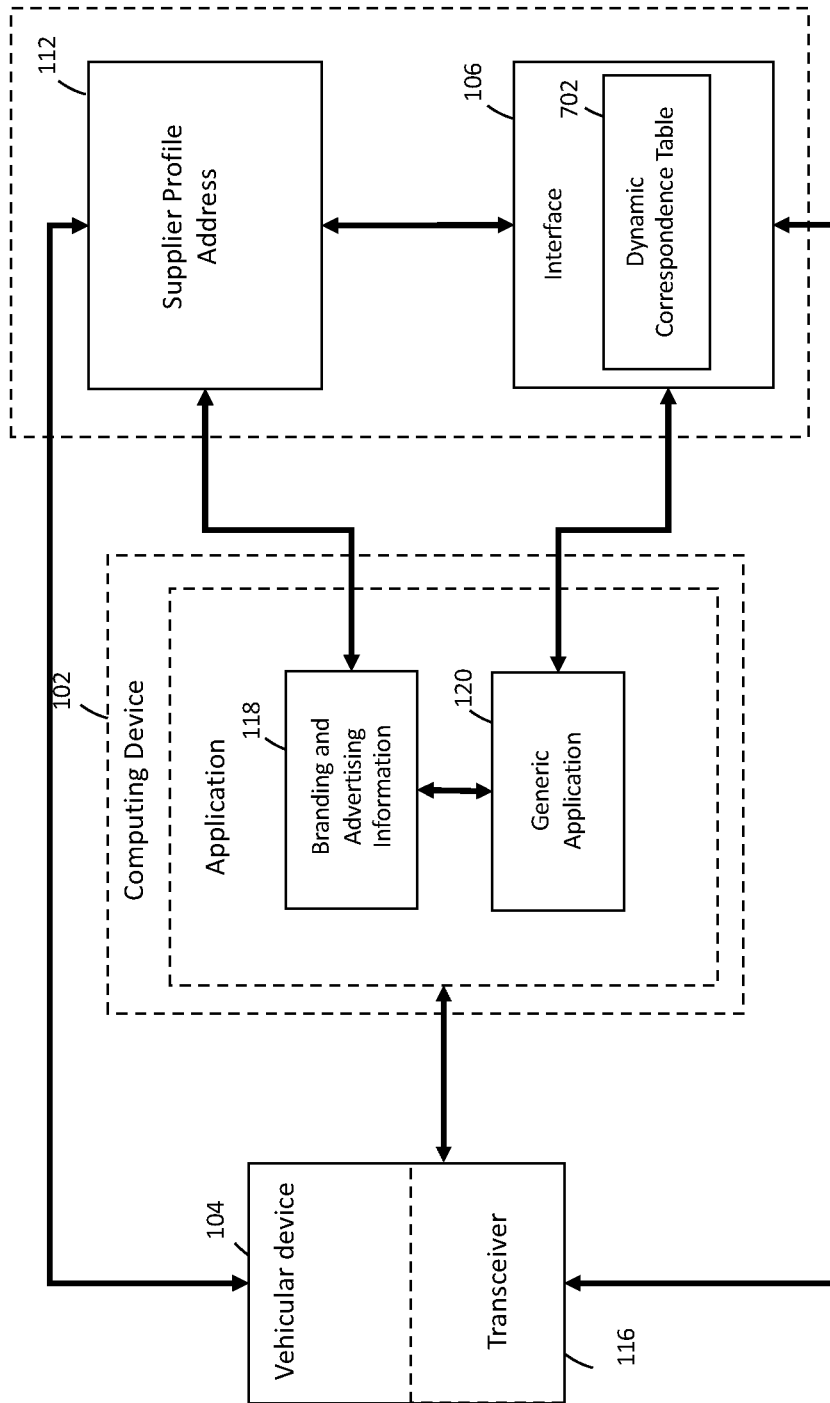 104
Vehicular device
Transceiver
116
102
Computing Device
Application
118
Branding and
Advertising
Information
120
Generic
Application
112
Supplier Profile
Address
106
Interface
702
Dynamic
Correspondence Table